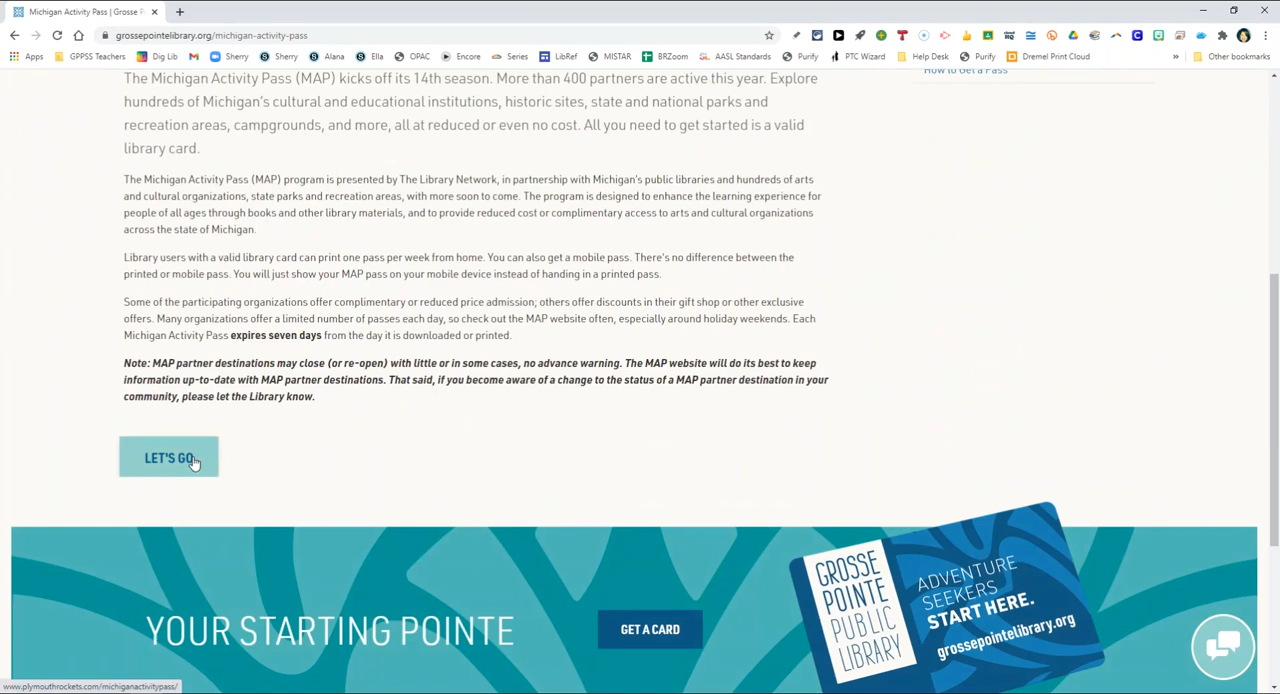 Michigan Activity Pass | Grosse P
grossepointelibrary.org/michigan-activity-pass
Apps GPPSS Teachers Dig Lib Sherry Sherry Alana Ella OPAC Encore Series LibRef MISTAR BRZoom AASL Standards Purify PTC Wizard Help Desk Purify Dremel Print Cloud » Other bookmarks
How to Get a Pass
The Michigan Activity Pass (MAP) kicks off its 14th season. More than 400 partners are active this year. Explore
hundreds of Michigan's cultural and educational institutions, historic sites, state and national parks and
recreation areas, campgrounds, and more, all at reduced or even no cost. All you need to get started is a valid
library card.
The Michigan Activity Pass (MAP) program is presented by The Library Network, in partnership with Michigan's public libraries and hundreds of arts
and cultural organizations, state parks and recreation areas, with more soon to come. The program is designed to enhance the learning experience for
people of all ages through books and other library materials, and to provide reduced cost or complimentary access to arts and cultural organizations
across the state of Michigan.
Library users with a valid library card can print one pass per week from home. You can also get a mobile pass. There's no difference between the
printed or mobile pass. You will just show your MAP pass on your mobile device instead of handing in a printed pass.
Some of the participating organizations offer complimentary or reduced price admission; others offer discounts in their gift shop or other exclusive
offers. Many organizations offer a limited number of passes each day, so check out the MAP website often, especially around holiday weekends. Each
Michigan Activity Pass expires seven days from the day it is downloaded or printed.
Note: MAP partner destinations may close (or re-open) with little or in some cases, no advance warning. The MAP website will do its best to keep
information up-to-date with MAP partner destinations. That said, if you become aware of a change to the status of a MAP partner destination in your
community, please let the Library know.
LET'S GO
YOUR STARTING POINTE
GET A CARD
GROSSE
POINTE
PUBLIC
LIBRARY
ADVENTURE
SEEKERS
START HERE.
grossepointelibrary.org
www.plymouthrockets.com/michiganactivitypass/